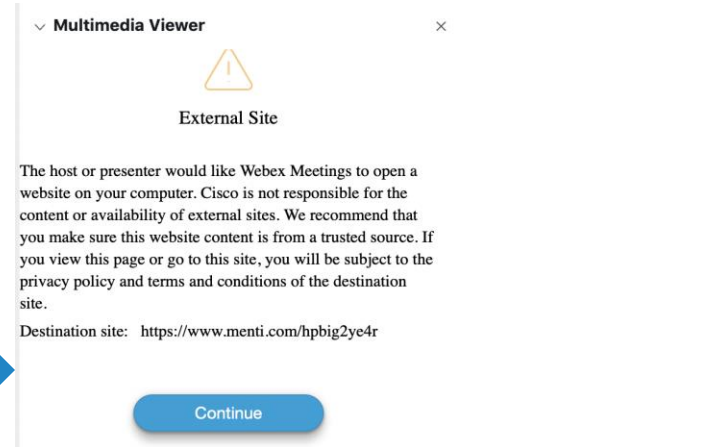 Multimedia Viewer
External Site
The host or presenter would like Webex Meetings to open a
website on your computer. Cisco is not responsible for the
content or availability of external sites. We recommend that
you make sure this website content is from a trusted source. If
you view this page or go to this site, you will be subject to the
privacy policy and terms and conditions of the destination
site.
Destination site: https://www.menti.com/hpbig2ye4r
Continue